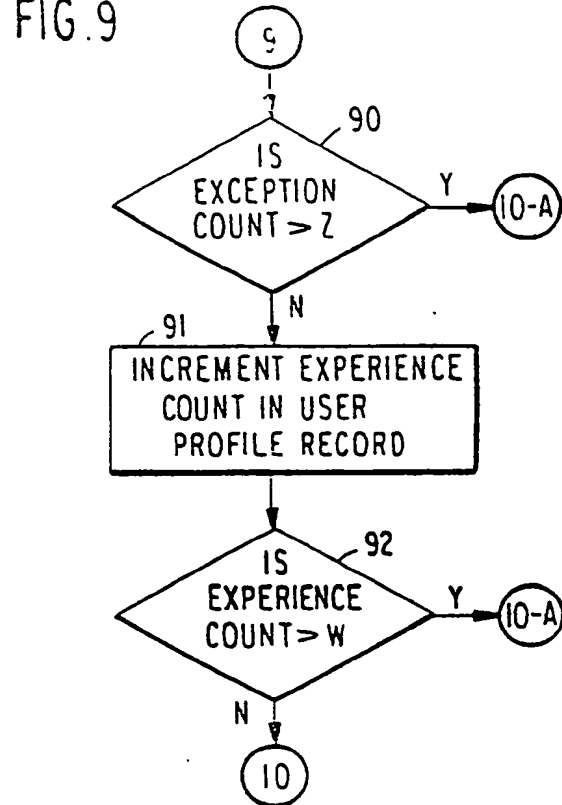 FIG.9
9
90
IS
EXCEPTION
COUNT > Z
Y
10-A
N
91
INCREMENT EXPERIENCE
COUNT IN USER
PROFILE RECORD
92
IS
EXPERIENCE
COUNT > W
Y
10-A
N
10